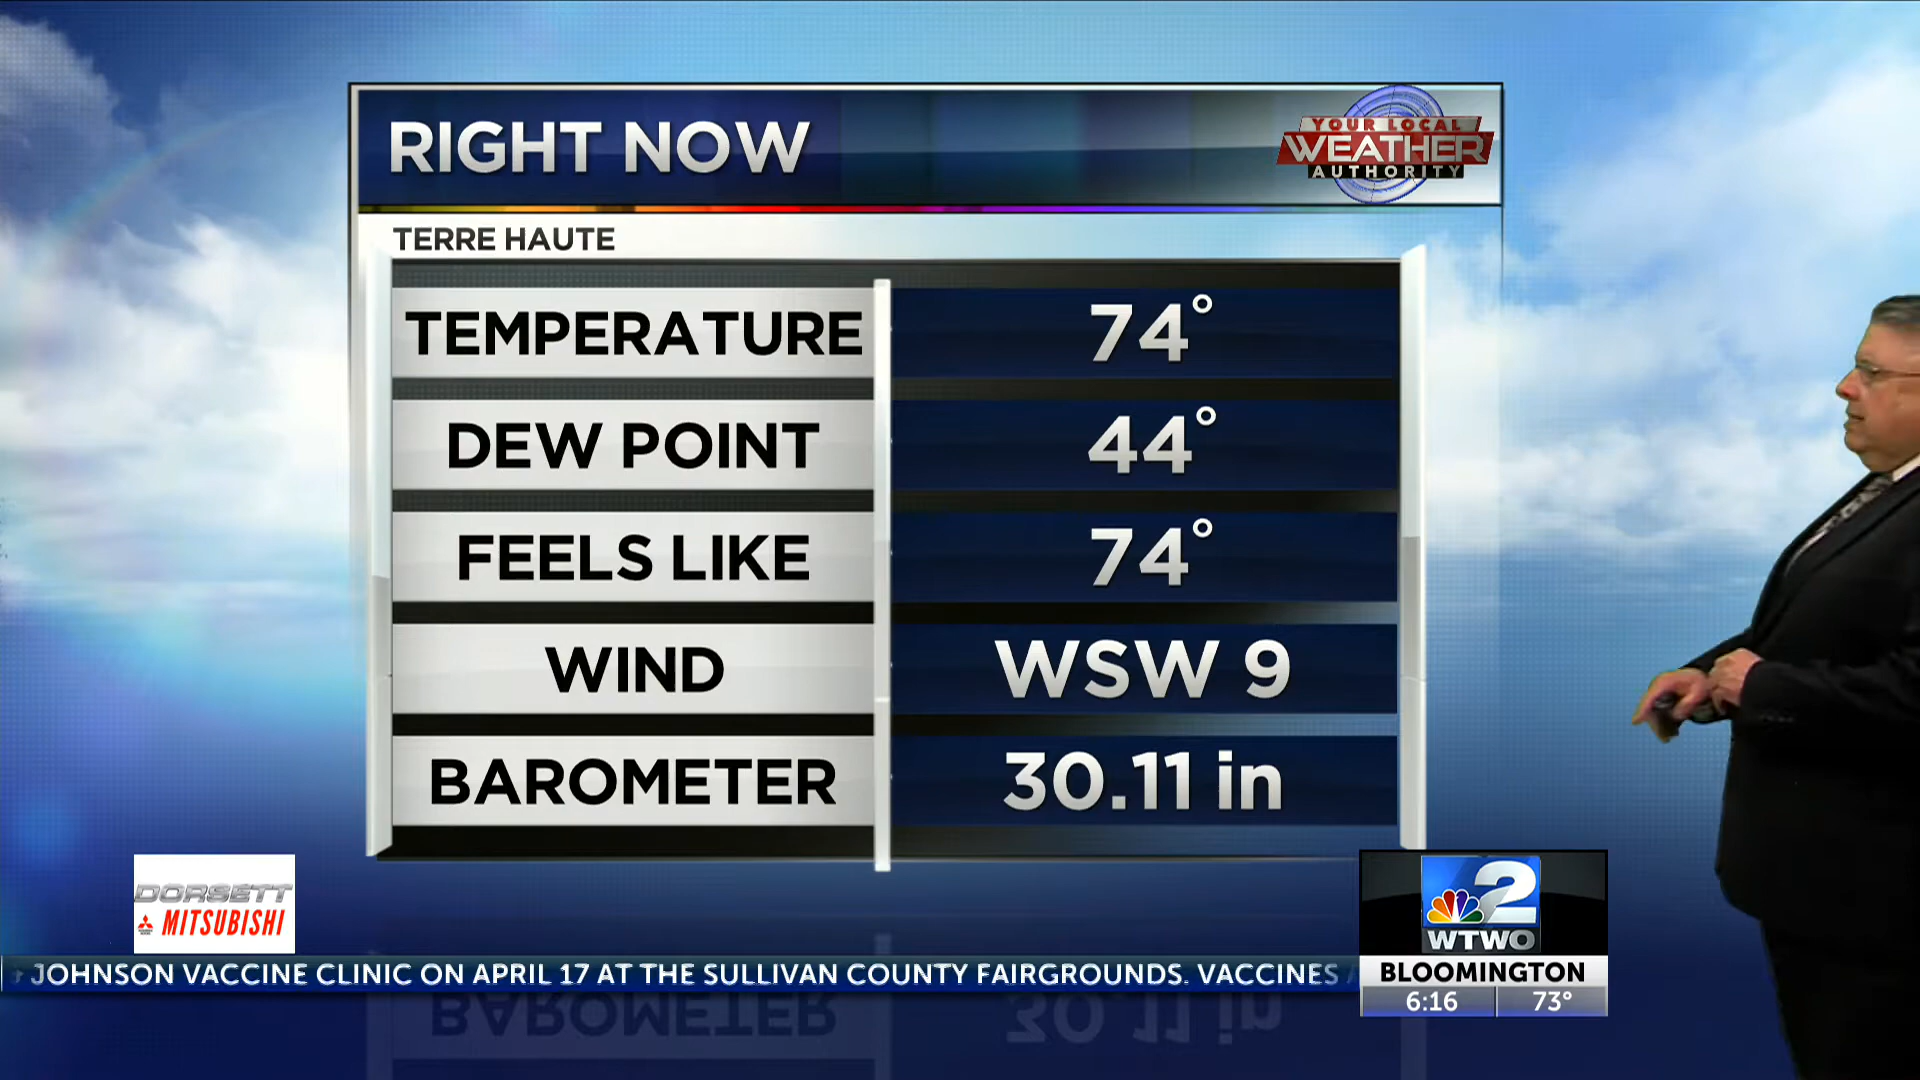 RIGHT NOW
YOUR LOCAL
WEATHER
AUTHORITY
TERRE HAUTE
TEMPERATURE 74°
DEW POINT 44°
FEELS LIKE 74°
WIND WSW 9
BAROMETER 30.11 in
DORSETT
MITSUBISHI
2
WTWO
JOHNSON VACCINE CLINIC ON APRIL 17 AT THE SULLIVAN COUNTY FAIRGROUNDS. VACCINES
BLOOMINGTON
6:16 73°